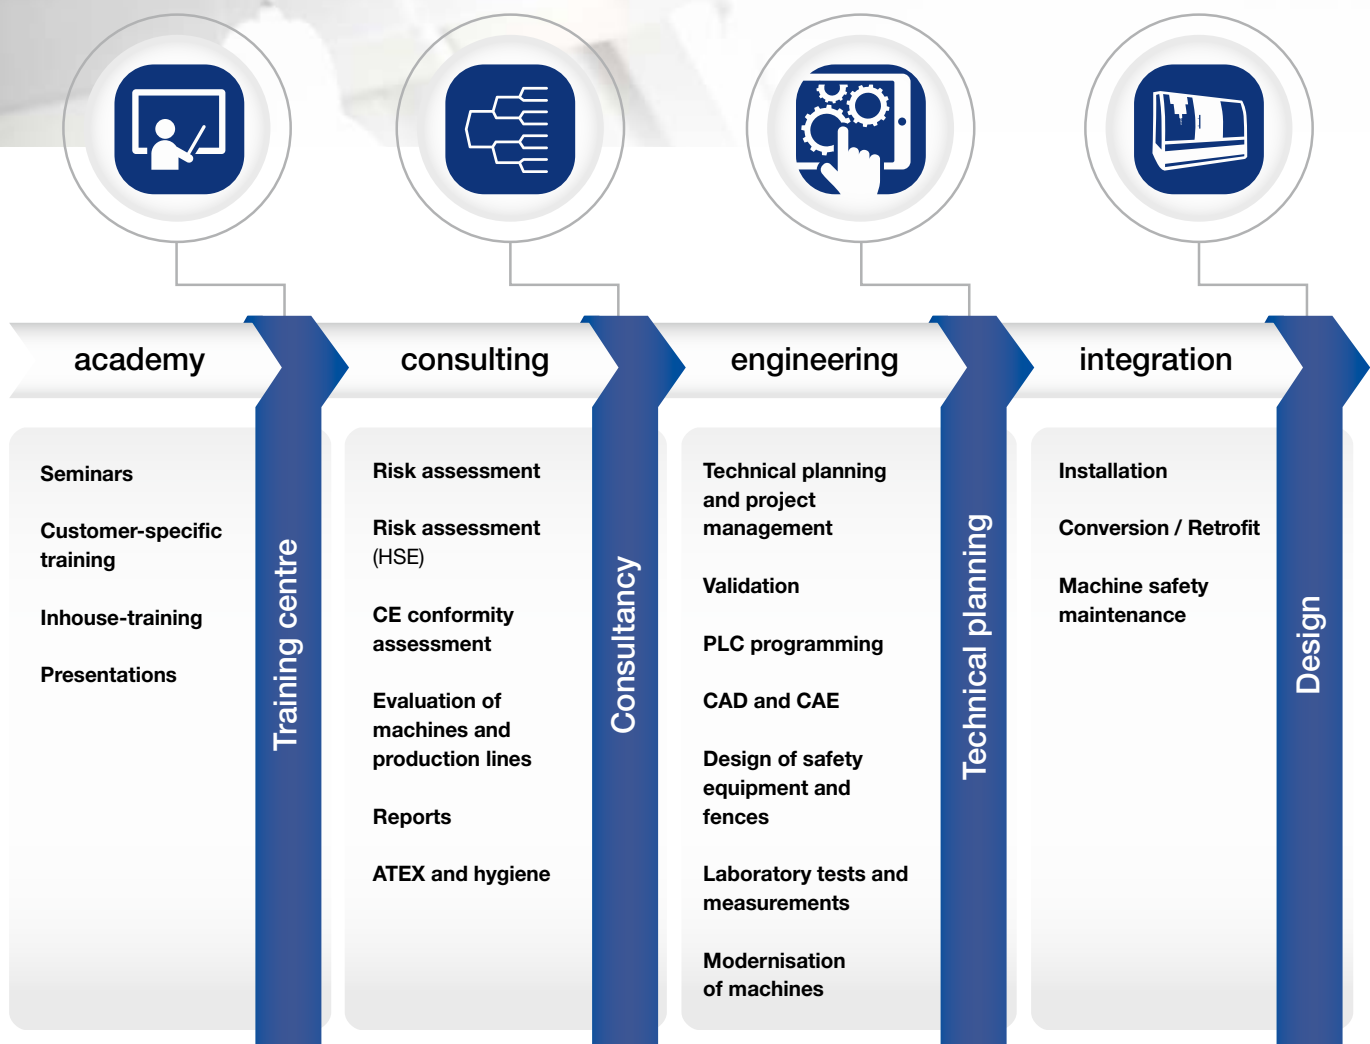 academy
consulting
engineering
integration
Seminars
Customer-specific
training
Inhouse-training
Presentations
Training centre
Risk assessment
Risk assessment
(HSE)
CE conformity
assessment
Evaluation of
machines and
production lines
Reports
ATEX and hygiene
Consultancy
Technical planning
and project
management
Validation
PLC programming
CAD and CAE
Design of safety
equipment and
fences
Laboratory tests and
measurements
Modernisation
of machines
Technical planning
Installation
Conversion / Retrofit
Machine safety
maintenance
Design